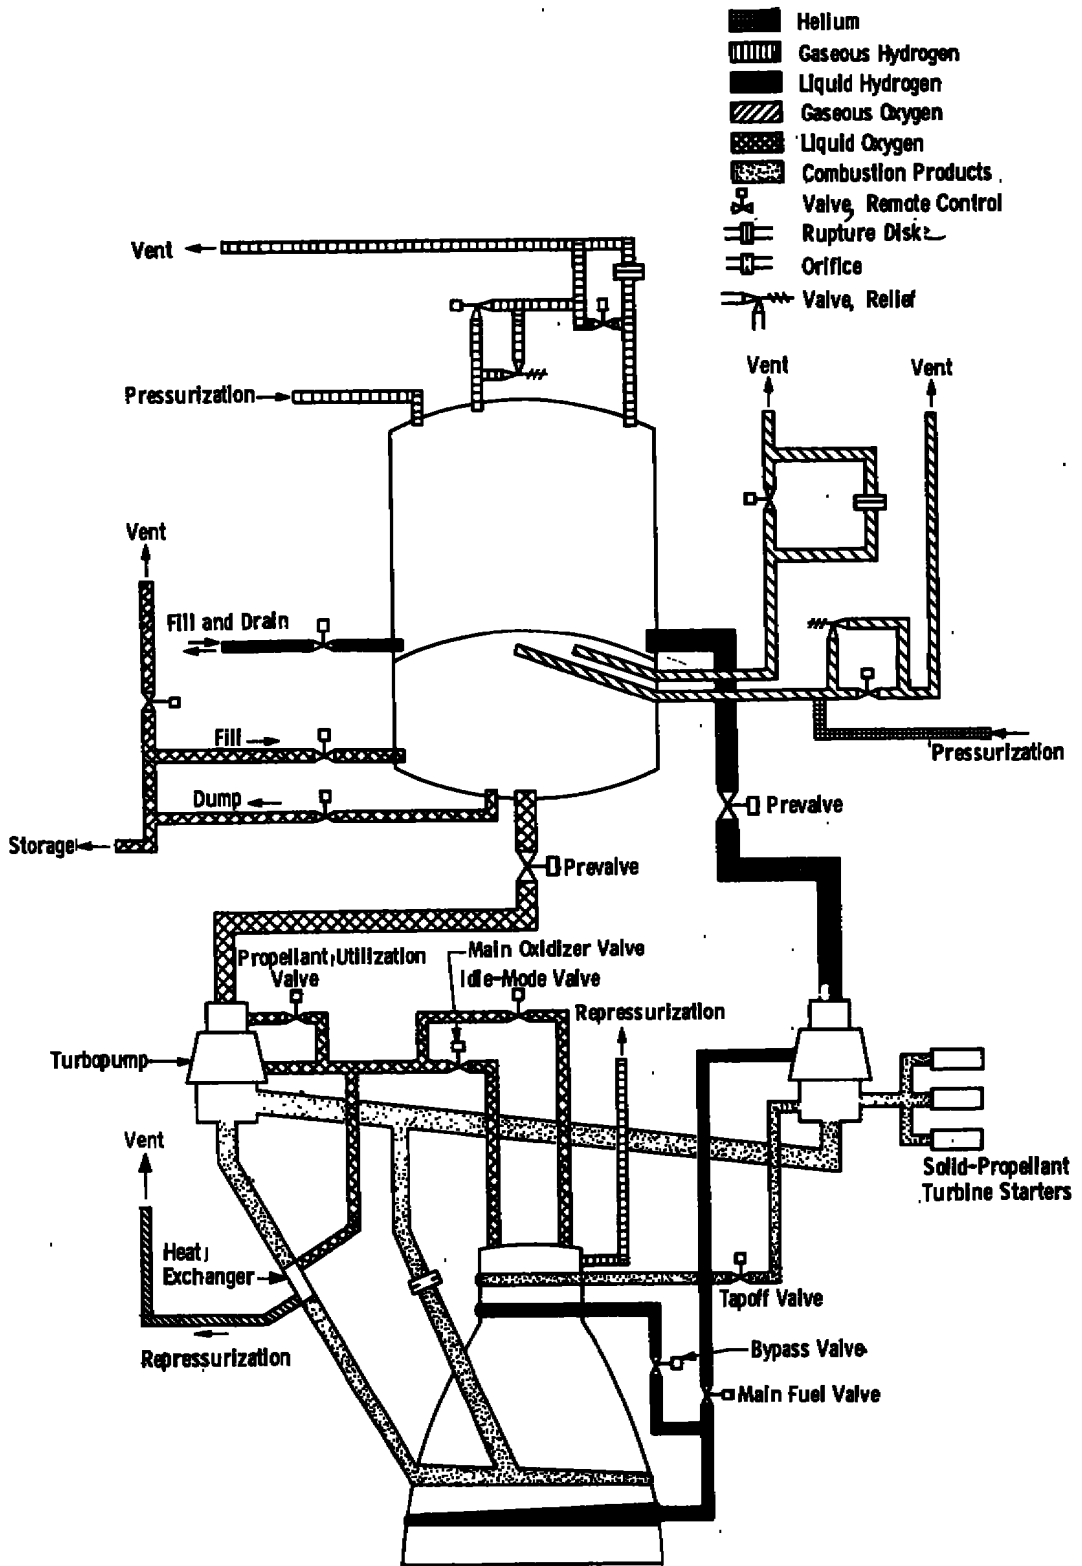 Helium
Gaseous Hydrogen
Liquid Hydrogen
Gaseous Oxygen
Liquid Oxygen
Combustion Products
Valve, Remote Control
Rupture Disk
Orifice
Valve, Relief
Vent
Pressurization
Vent
Vent
Vent
Fill and Drain
Fill
Pressurization
Dump
Prevalve
Storage
Prevalve
Main Oxidizer Valve
Propellant Utilization
Valve
Idle-Mode Valve
Repressurization
Turbopump
Vent
Solid-Propellant
Turbine Starters
Heat
Exchanger
Tapoff Valve
Repressurization
Bypass Valve
Main Fuel Valve